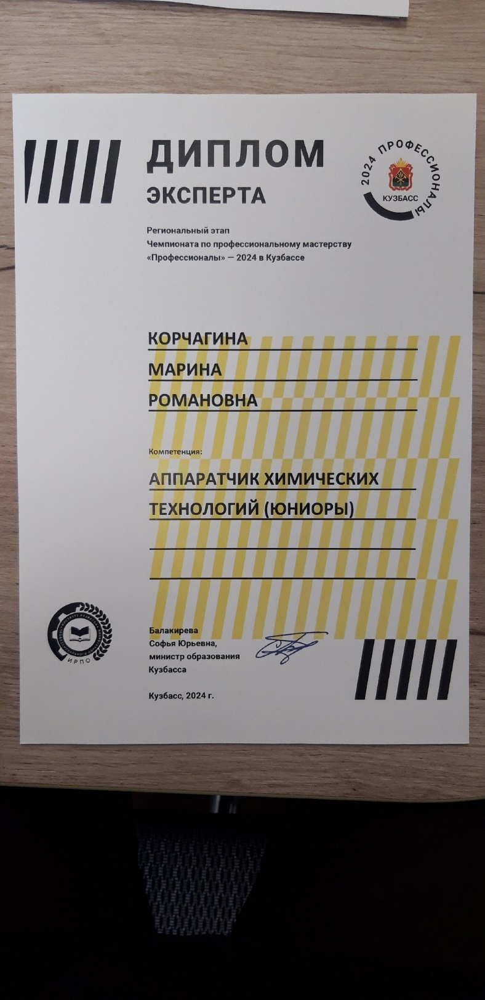 ДИПЛОМ
ЭКСПЕРТА
2024 ПРОФЕССИОНАЛЫ
КУЗБАСС
Региональный этап
Чемпионата по профессиональному мастерству
«Профессионалы» — 2024 в Кузбассе
КОРЧАГИНА
МАРИНА
РОМАНОВНА
Компетенция:
АППАРАТЧИК ХИМИЧЕСКИХ
ТЕХНОЛОГИЙ (ЮНИОРЫ)
Балакирева
Софья Юрьевна,
министр образования
Кузбасса
Кузбасс, 2024 г.
ИРПО